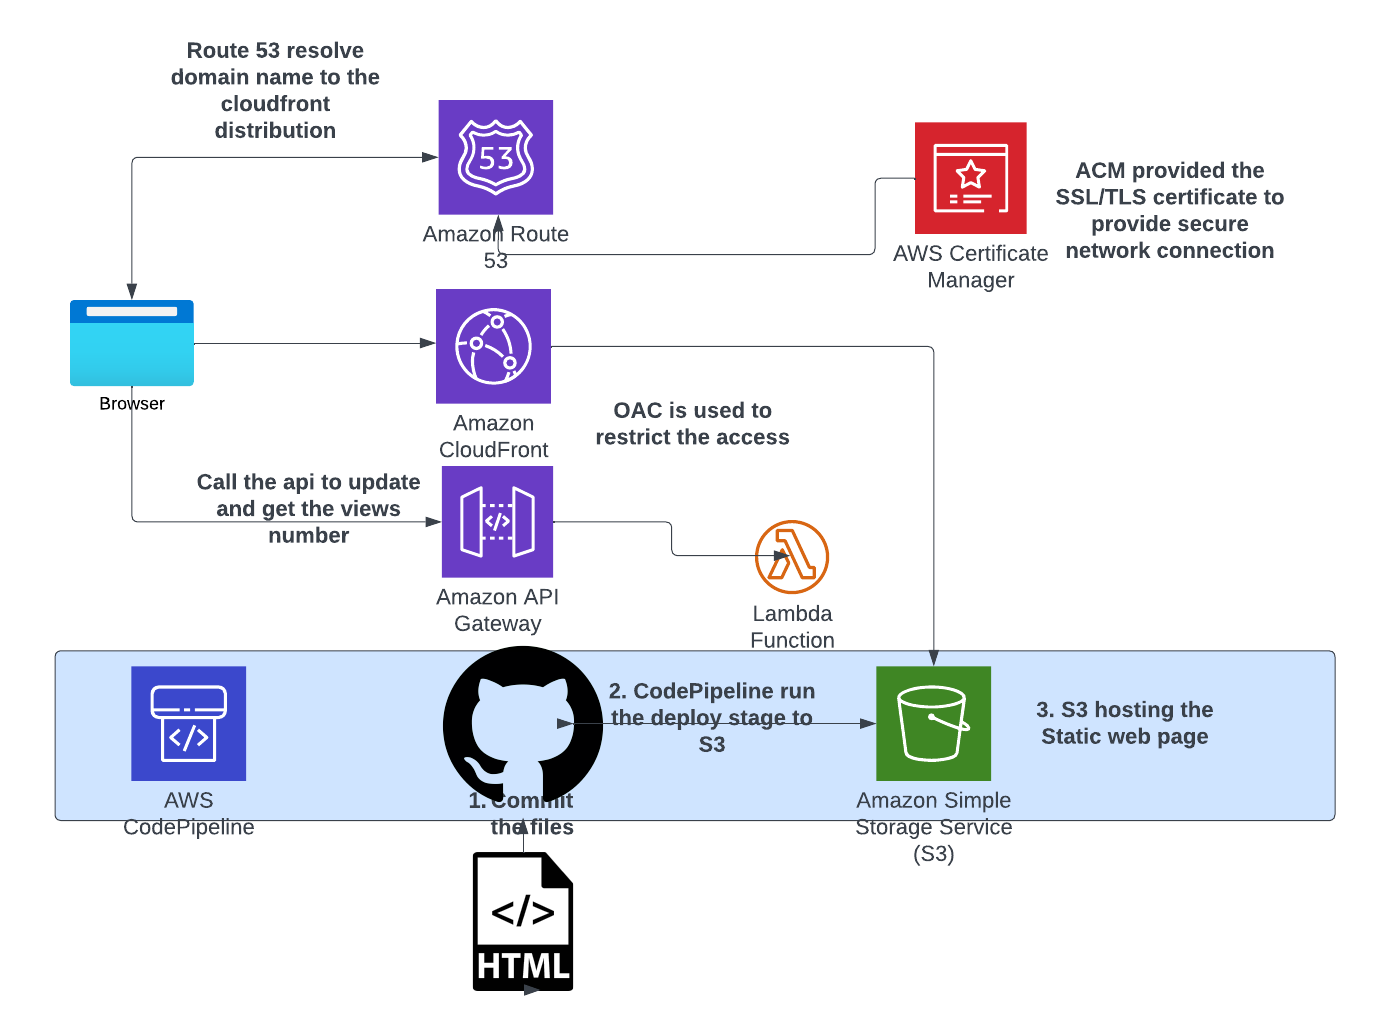 Route 53 resolve
domain name to the
cloudfront
distribution
53
Amazon Route
53
ACM provided the
SSL/TLS certificate to
provide secure
network connection
AWS Certificate
Manager
Browser
Amazon
CloudFront
OAC is used to
restrict the access
Call the api to update
and get the views
number
</>
Amazon API
Gateway
Lambda
Function
</>
AWS
CodePipeline
2. CodePipeline run
the deploy stage to
S3
3. S3 hosting the
Static web page
1. Commit
the files
Amazon Simple
Storage Service
(S3)
</>
HTML